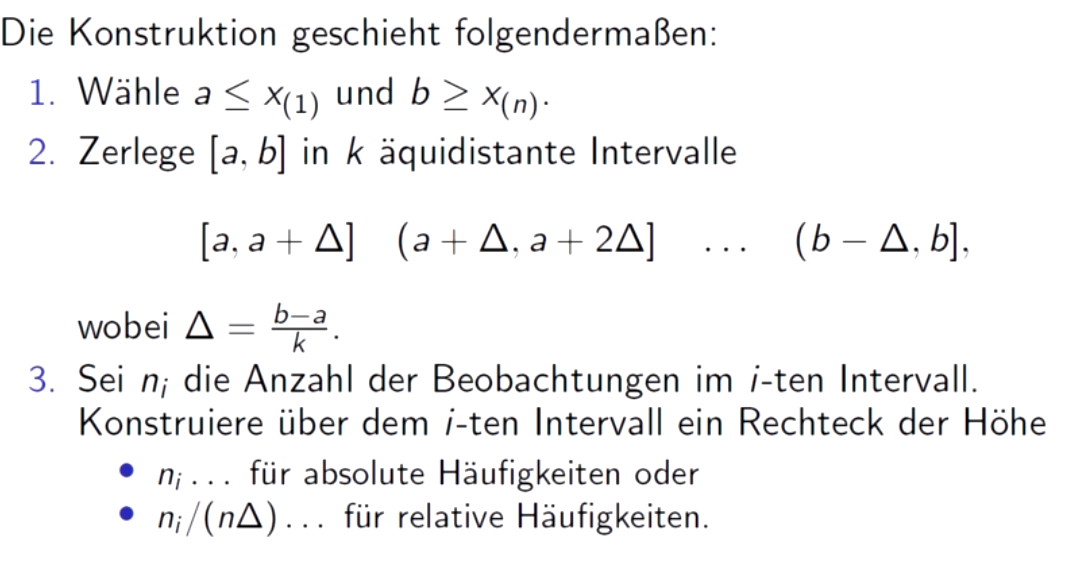 Die Konstruktion geschieht folgendermaßen:
1. Wähle a ≤ x₍₁₎ und b ≥ x₍ₙ₎.
2. Zerlege [a, b] in k äquidistante Intervalle
[a, a + Δ] (a + Δ, a + 2Δ] … (b − Δ, b],
wobei Δ = (b−a)/k.
3. Sei nᵢ die Anzahl der Beobachtungen im i-ten Intervall.
Konstruiere über dem i-ten Intervall ein Rechteck der Höhe
• nᵢ … für absolute Häufigkeiten oder
• nᵢ/(nΔ) … für relative Häufigkeiten.